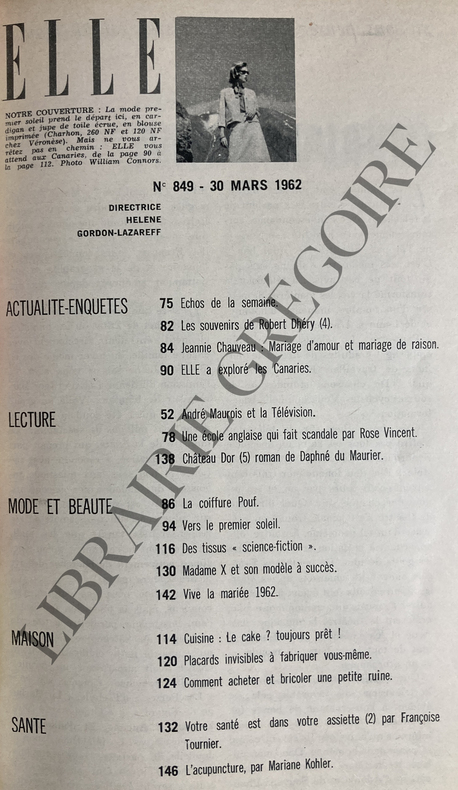 ELLE
NOTRE COUVERTURE : La mode pre-
mier soleil prend le départ ici, en car-
digan et jupe de toile écrue, en blouse
imprimée (Charbon, 260 NF et 120 NF
chez Véronèse). Mais ne vous ar-
rêtez pas en chemin : ELLE vous
attend aux Canaries, de la page 90 à
la page 112. Photo William Connors.
N° 849 - 30 MARS 1962
DIRECTRICE
HELENE
GORDON-LAZAREFF
ACTUALITE-ENQUETES
75 Echos de la semaine.
82 Les souvenirs de Robert Dhéry (4).
84 Jeannie Chauveau : Mariage d'amour et mariage de raison.
90 ELLE a exploré les Canaries.
LECTURE
52 André Maurois et la Télévision.
78 Une école anglaise qui fait scandale par Rose Vincent.
138 Château Dor (5) roman de Daphné du Maurier.
MODE ET BEAUTE
86 La coiffure Pouf.
94 Vers le premier soleil.
116 Des tissus « science-fiction ».
130 Madame X et son modèle à succès.
142 Vive la mariée 1962.
MAISON
114 Cuisine : Le cake ? toujours prêt !
120 Placards invisibles à fabriquer vous-même.
124 Comment acheter et bricoler une petite ruine.
SANTE
132 Votre santé est dans votre assiette (2) par Françoise
Tournier.
146 L'acupuncture, par Mariane Kohler.
LIBRAIRIE GRÉGOIRE